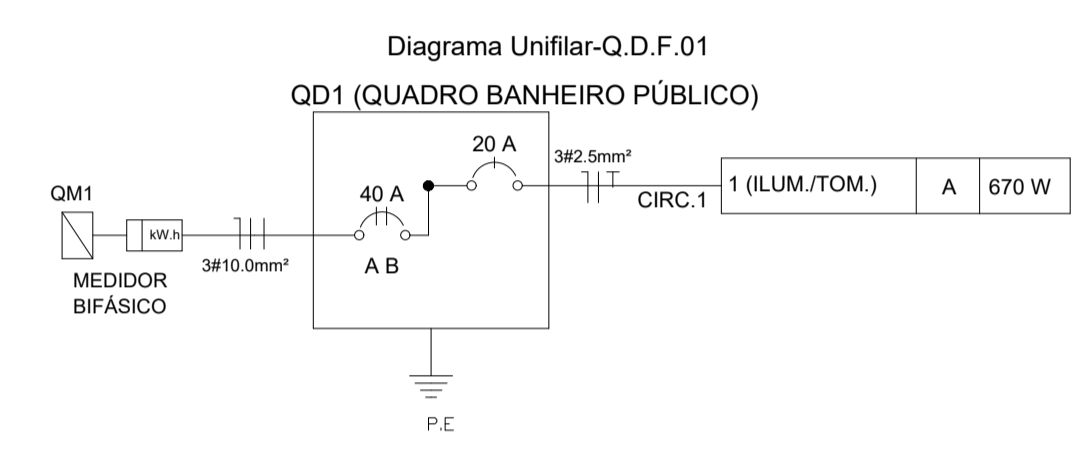 Diagrama Unifilar-Q.D.F.01
QD1 (QUADRO BANHEIRO PÚBLICO)
20 A
3#2.5mm²
1 (ILUM./TOM.) A 670 W
CIRC.1
QM1
40 A
kW.h
3#10.0mm²
A B
MEDIDOR
BIFÁSICO
P.E